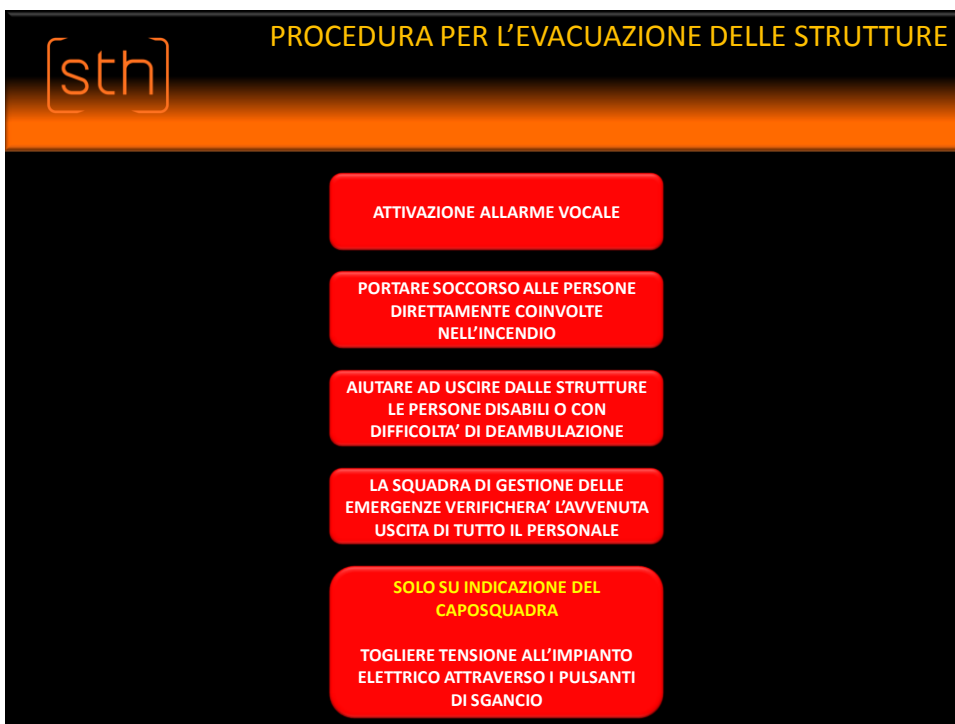 PROCEDURA PER L’EVACUAZIONE DELLE STRUTTURE
[sth]
ATTIVAZIONE ALLARME VOCALE
PORTARE SOCCORSO ALLE PERSONE
DIRETTAMENTE COINVOLTE
NELL’INCENDIO
AIUTARE AD USCIRE DALLE STRUTTURE
LE PERSONE DISABILI O CON
DIFFICOLTA’ DI DEAMBULAZIONE
LA SQUADRA DI GESTIONE DELLE
EMERGENZE VERIFICHERA’ L’AVVENUTA
USCITA DI TUTTO IL PERSONALE
SOLO SU INDICAZIONE DEL
CAPOSQUADRA
TOGLIERE TENSIONE ALL’IMPIANTO
ELETTRICO ATTRAVERSO I PULSANTI
DI SGANCIO